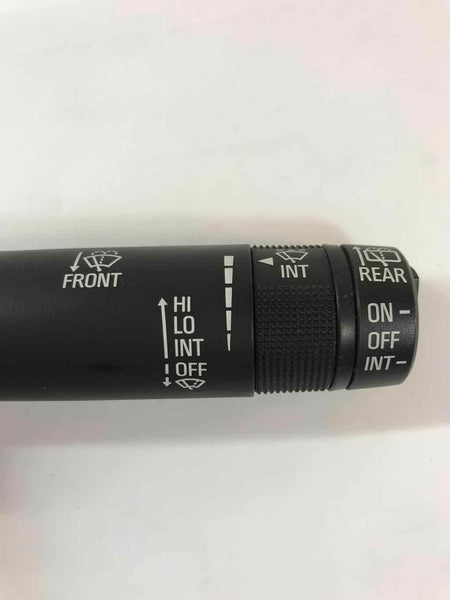 FRONT
HI
LO
INT
OFF
INT
REAR
ON
OFF
INT